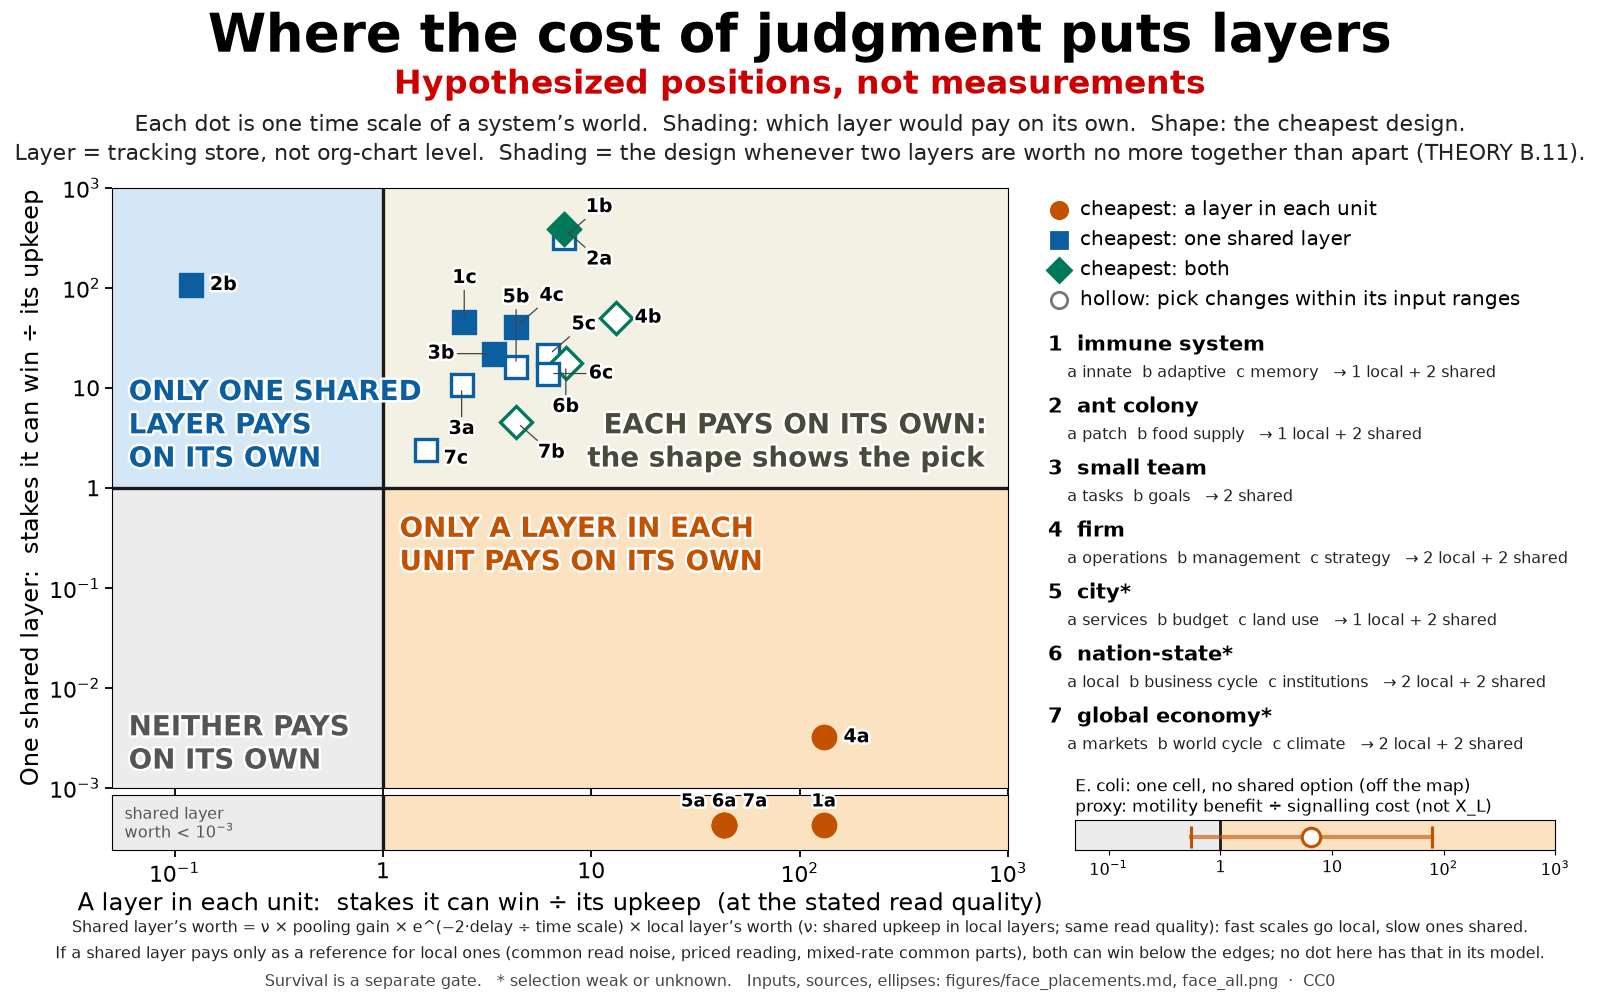 Where the cost of judgment puts layers
Hypothesized positions, not measurements
Each dot is one time scale of a system’s world.  Shading: which layer would pay on its own.  Shape: the cheapest design.
Layer = tracking store, not org-chart level.  Shading = the design whenever two layers are worth no more together than apart (THEORY B.11).
One shared layer:  stakes it can win ÷ its upkeep
10³
10²
10
1
10⁻¹
10⁻²
10⁻³
1b
2a
2b
1c
5b
4c
5c
4b
3b
6c
6b
3a
7b
7c
ONLY ONE SHARED
LAYER PAYS
ON ITS OWN
EACH PAYS ON ITS OWN:
the shape shows the pick
ONLY A LAYER IN EACH
UNIT PAYS ON ITS OWN
NEITHER PAYS
ON ITS OWN
4a
5a 6a 7a
1a
shared layer
worth < 10⁻³
10⁻¹
1
10
10²
10³
A layer in each unit:  stakes it can win ÷ its upkeep  (at the stated read quality)
cheapest: a layer in each unit
cheapest: one shared layer
cheapest: both
hollow: pick changes within its input ranges
1  immune system
a innate  b adaptive  c memory   → 1 local + 2 shared
2  ant colony
a patch  b food supply   → 1 local + 2 shared
3  small team
a tasks  b goals   → 2 shared
4  firm
a operations  b management  c strategy   → 2 local + 2 shared
5  city*
a services  b budget  c land use   → 1 local + 2 shared
6  nation-state*
a local  b business cycle  c institutions   → 2 local + 2 shared
7  global economy*
a markets  b world cycle  c climate   → 2 local + 2 shared
E. coli: one cell, no shared option (off the map)
proxy: motility benefit ÷ signalling cost (not X_L)
10⁻¹
1
10
10²
10³
Shared layer’s worth = ν × pooling gain × e^(−2·delay ÷ time scale) × local layer’s worth (ν: shared upkeep in local layers; same read quality): fast scales go local, slow ones shared.
If a shared layer pays only as a reference for local ones (common read noise, priced reading, mixed-rate common parts), both can win below the edges; no dot here has that in its model.
Survival is a separate gate.   * selection weak or unknown.   Inputs, sources, ellipses: figures/face_placements.md, face_all.png  ·  CC0